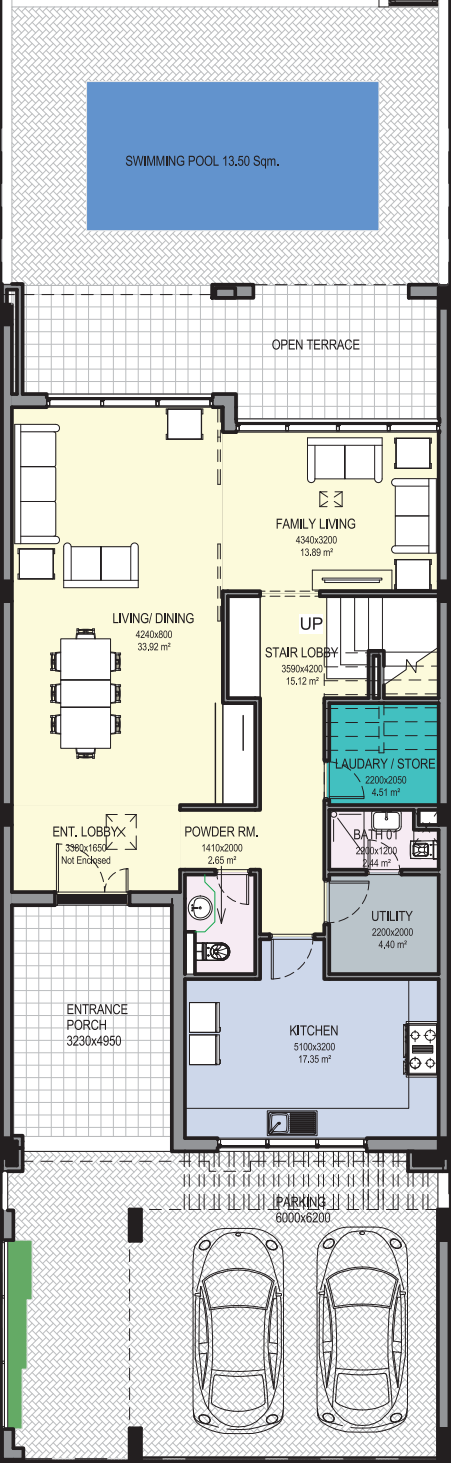 SWIMMING POOL 13.50 Sqm.
OPEN TERRACE
FAMILY LIVING
4340x3200
13.89 m²
LIVING/ DINING
4240x800
33,92 m²
UP
STAIR LOBBY
3590x4200
15.12 m²
LAUDARY / STORE
2200x2050
4.51 m²
ENT. LOBBY
3380x1650
Not Enclosed
POWDER RM.
1410x2000
2.65 m²
BATH 01
2200x1200
2.44 m²
UTILITY
2200x2000
4,40 m²
ENTRANCE
PORCH
3230x4950
KITCHEN
5100x3200
17.35 m²
PARKING
6000x6200